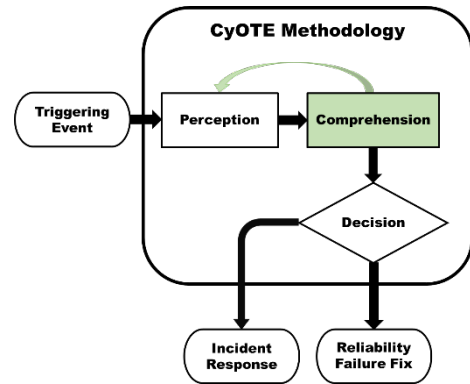 CyOTE Methodology
Triggering
Event
Perception
Comprehension
Decision
Incident
Response
Reliability
Failure Fix